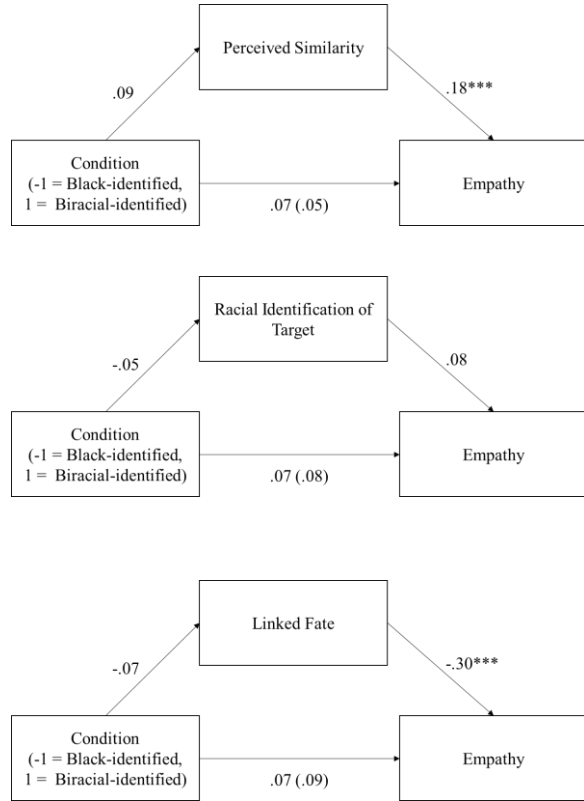 Perceived Similarity
.09
.18***
Condition
(-1 = Black-identified,
1 =  Biracial-identified)
.07 (.05)
Empathy
Racial Identification of
Target
-.05
.08
Condition
(-1 = Black-identified,
1 =  Biracial-identified)
.07 (.08)
Empathy
Linked Fate
-.07
-.30***
Condition
(-1 = Black-identified,
1 =  Biracial-identified)
.07 (.09)
Empathy